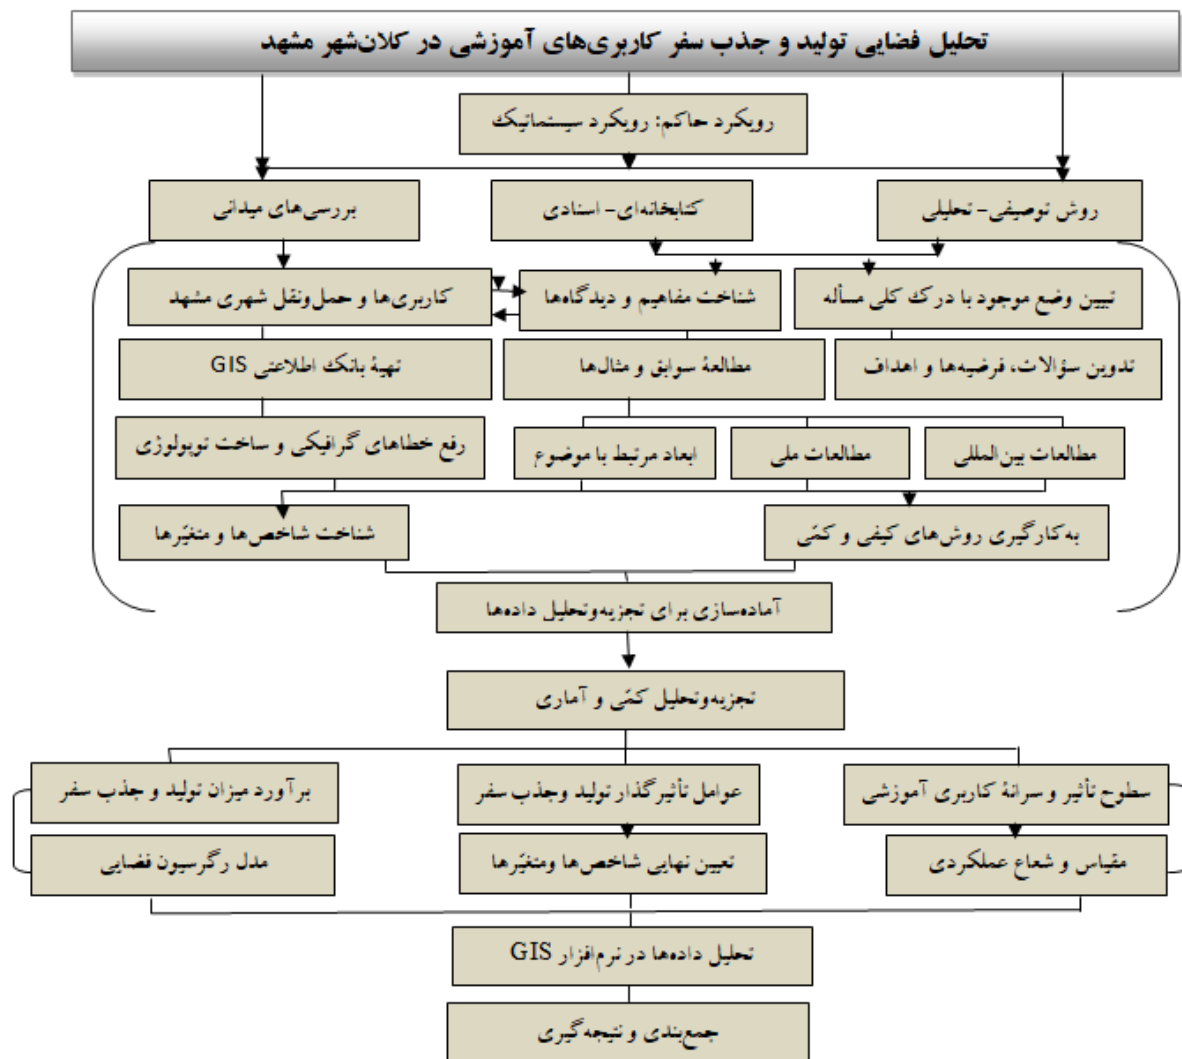 تحلیل فضایی تولید و جذب سفر کاربری‌های آموزشی در کلان‌شهر مشهد
رویکرد حاکم: رویکرد سیستماتیک
روش توصیفی- تحلیلی
کتابخانه‌ای- اسنادی
بررسی‌های میدانی
تبیین وضع موجود با درک کلی مسأله
شناخت مفاهیم و دیدگاه‌ها
کاربری‌ها و حمل‌ونقل شهری مشهد
تدوین سؤالات، فرضیه‌ها و اهداف
مطالعهٔ سوابق و مثال‌ها
تهیهٔ بانک اطلاعتی GIS
مطالعات بین‌المللی
مطالعات ملی
ابعاد مرتبط با موضوع
رفع خطاهای گرافیکی و ساخت توپولوژی
به‌کارگیری روش‌های کیفی و کمّی
شناخت شاخص‌ها و متغیّرها
آماده‌سازی برای تجزیه‌وتحلیل داده‌ها
تجزیه‌وتحلیل کمّی و آماری
سطوح تأثیر و سرانهٔ کاربری آموزشی
عوامل تأثیرگذار تولید وجذب سفر
برآورد میزان تولید و جذب سفر
مقیاس و شعاع عملکردی
تعیین نهایی شاخص‌ها ومتغیّرها
مدل رگرسیون فضایی
تحلیل داده‌ها در نرم‌افزار GIS
جمع‌بندی و نتیجه‌گیری